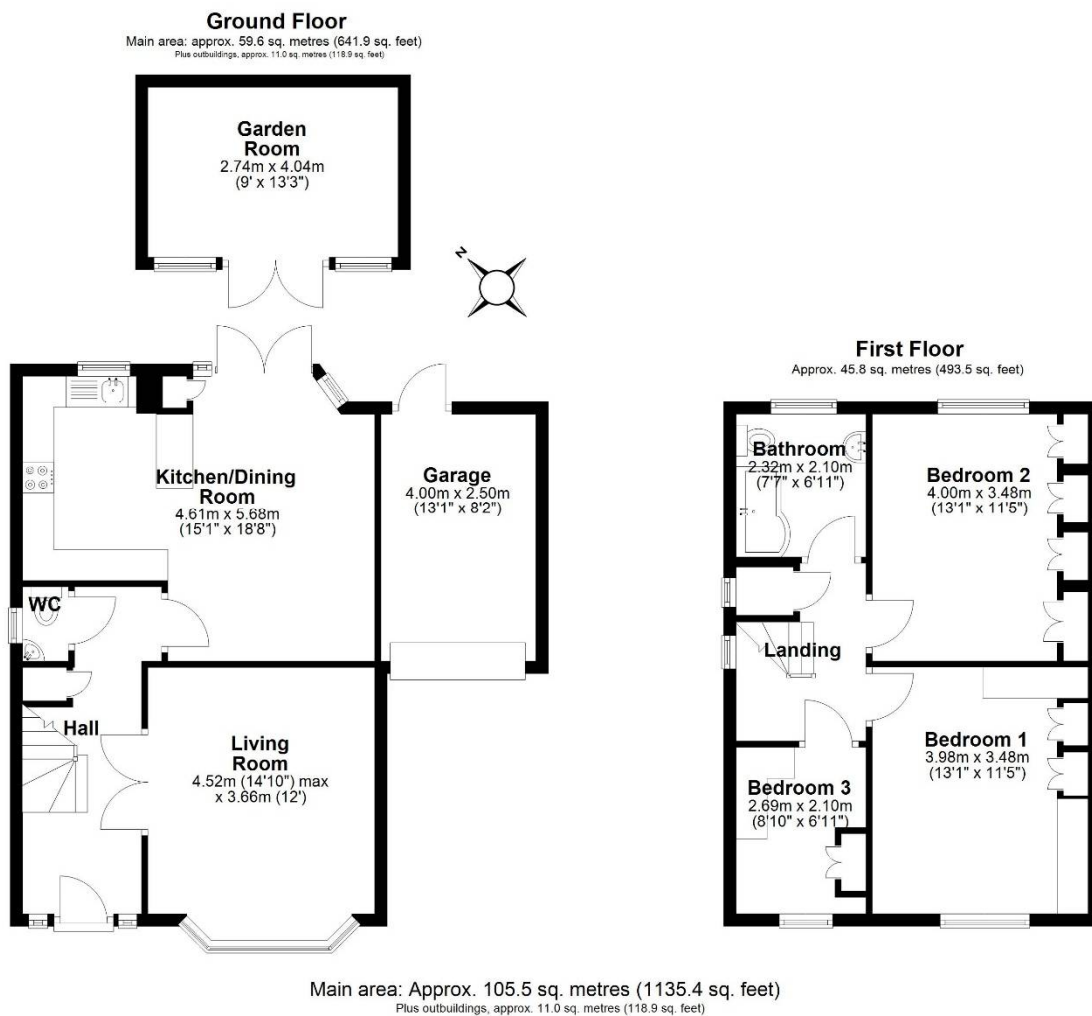 Ground Floor
Main area: approx. 59.6 sq. metres (641.9 sq. feet)
Plus outbuildings, approx. 11.0 sq. metres (118.9 sq. feet)
Garden
Room
2.74m x 4.04m
(9' x 13'3")
N
Kitchen/Dining
Room
4.61m x 5.68m
(15'1" x 18'8")
Garage
4.00m x 2.50m
(13'1" x 8'2")
WC
Hall
Living
Room
4.52m (14'10") max
x 3.66m (12')
First Floor
Approx. 45.8 sq. metres (493.5 sq. feet)
Bathroom
2.32m x 2.10m
(7'7" x 6'11")
Bedroom 2
4.00m x 3.48m
(13'1" x 11'5")
Landing
Bedroom 1
3.98m x 3.48m
(13'1" x 11'5")
Bedroom 3
2.69m x 2.10m
(8'10" x 6'11")
Main area: Approx. 105.5 sq. metres (1135.4 sq. feet)
Plus outbuildings, approx. 11.0 sq. metres (118.9 sq. feet)